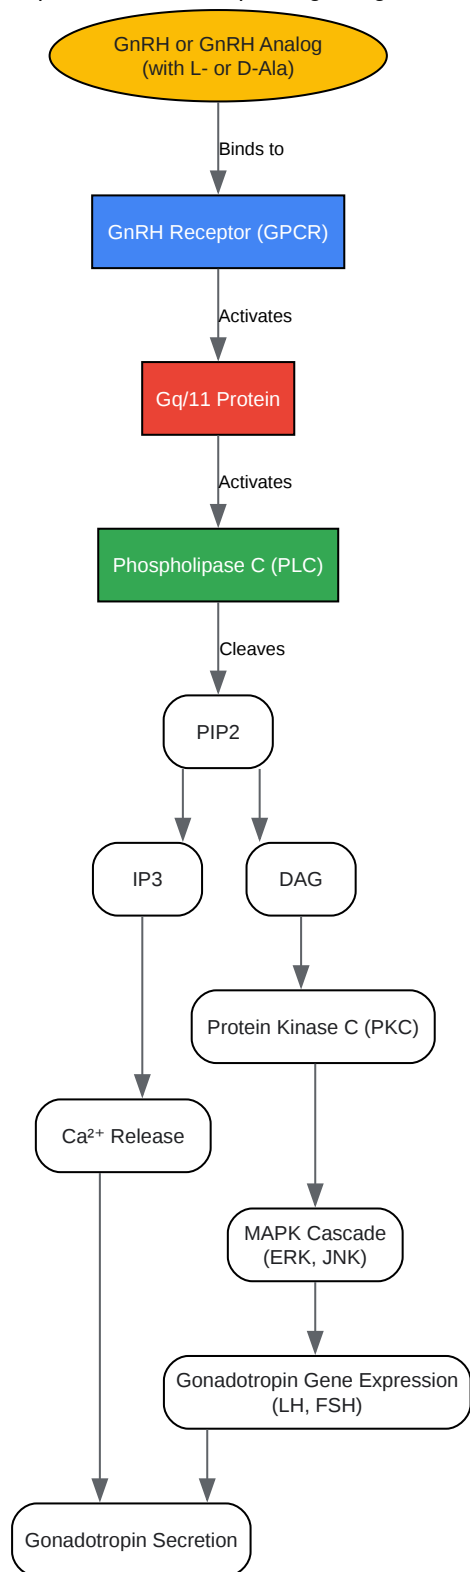 GnRH or GnRH Analog
(with L- or D-Ala)
Binds to
GnRH Receptor (GPCR)
Activates
Gq/11 Protein
Activates
Phospholipase C (PLC)
Cleaves
PIP2
IP3
DAG
Protein Kinase C (PKC)
Ca²⁺ Release
MAPK Cascade
(ERK, JNK)
Gonadotropin Gene Expression
(LH, FSH)
Gonadotropin Secretion